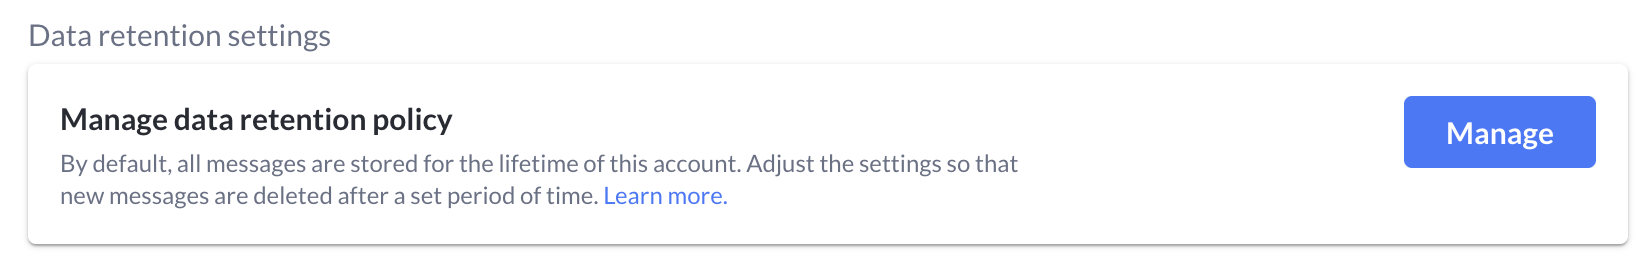 Data retention settings
Manage data retention policy
Manage
By default, all messages are stored for the lifetime of this account. Adjust the settings so that
new messages are deleted after a set period of time. Learn more.